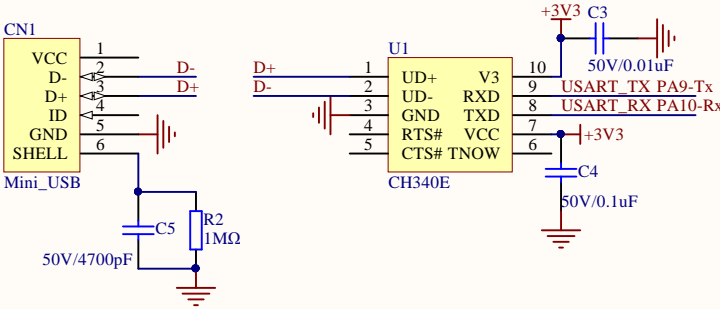 CN1
VCC 1
D- 2
D+ 3
ID 4
GND 5
SHELL 6
Mini_USB
D-
D+
C5
50V/4700pF
R2
1MΩ
D+
D-
U1
1 UD+ V3 10
2 UD- RXD 9
3 GND TXD 8
4 RTS# VCC 7
5 CTS# TNOW 6
CH340E
+3V3
C3
50V/0.01uF
USART_TX PA9-Tx
USART_RX PA10-Rx
+3V3
C4
50V/0.1uF